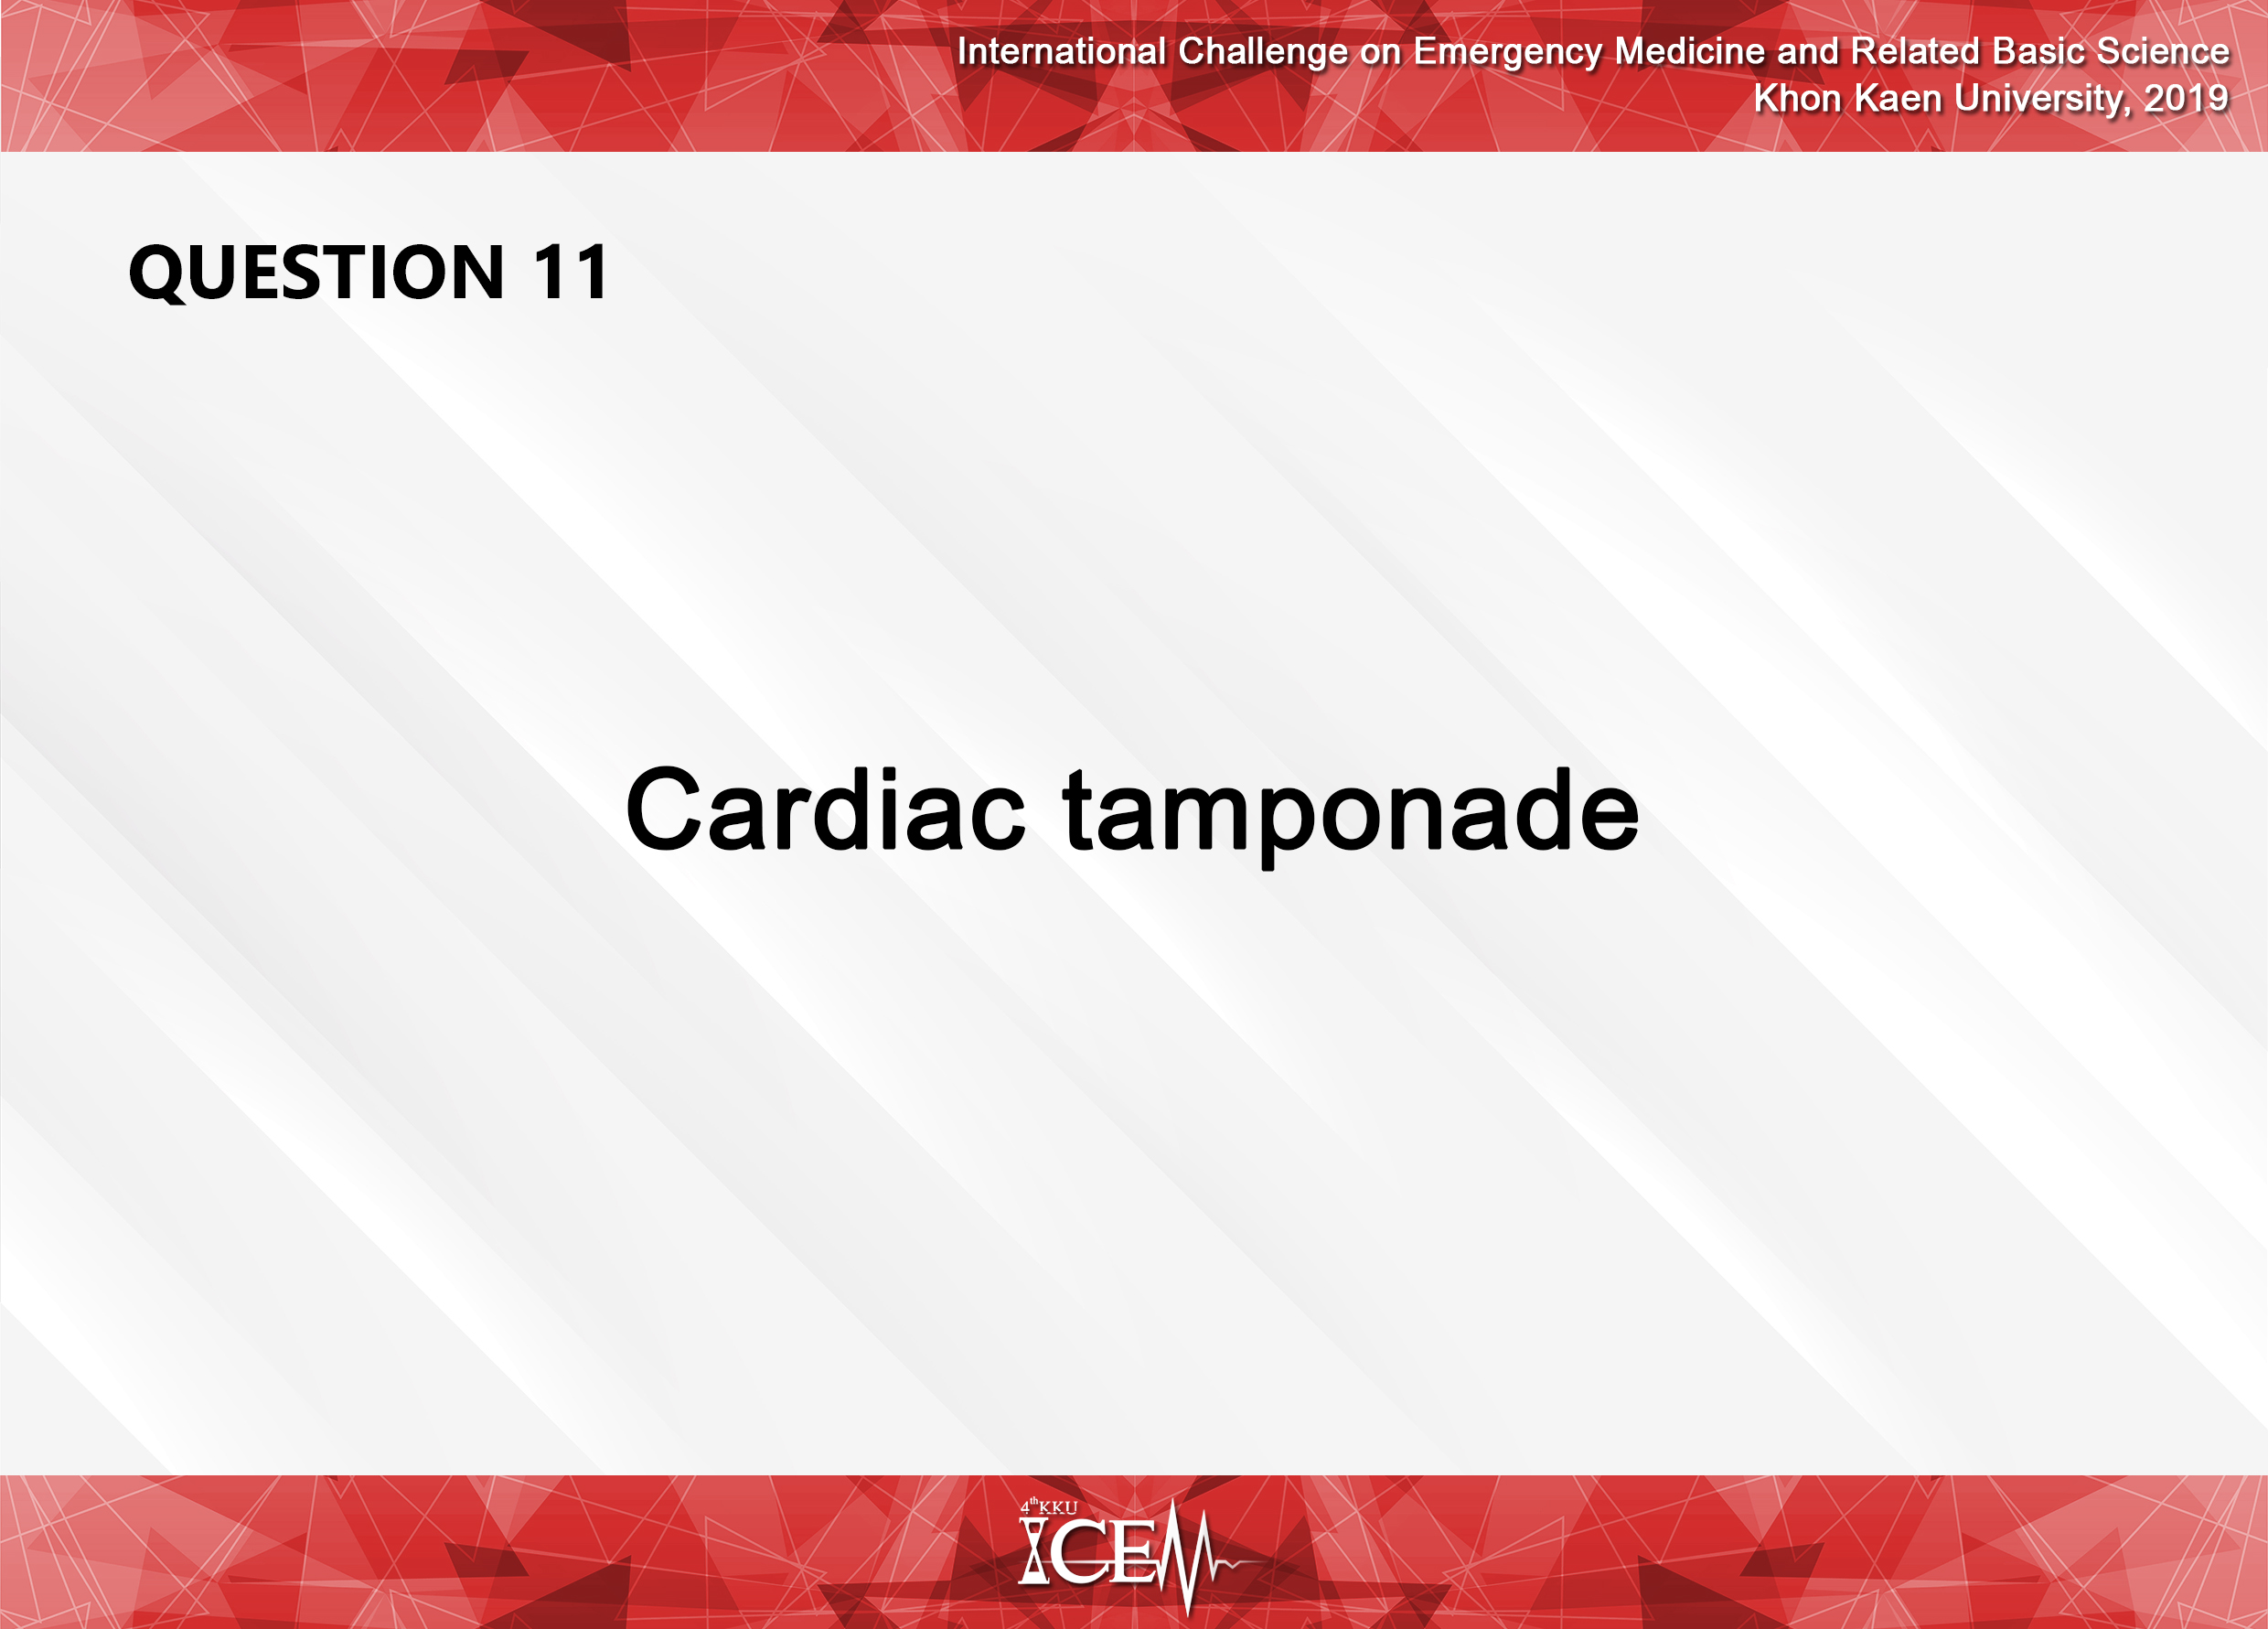 International Challenge on Emergency Medicine and Related Basic Science
Khon Kaen University, 2019
QUESTION 11
Cardiac tamponade
4th KKU
ICEM